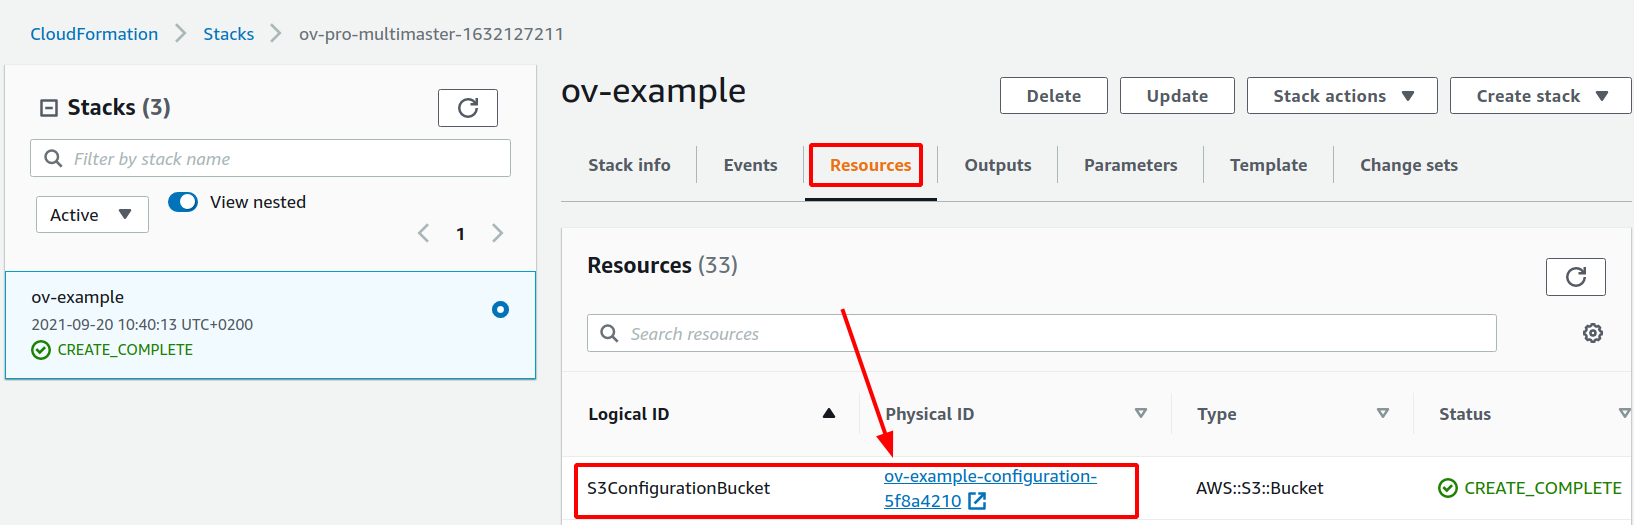 CloudFormation > Stacks > ov-pro-multimaster-1632127211
Stacks (3)
Filter by stack name
Active
View nested
1
ov-example
2021-09-20 10:40:13 UTC+0200
CREATE_COMPLETE
ov-example
Delete Update Stack actions Create stack
Stack info Events Resources Outputs Parameters Template Change sets
Resources (33)
Search resources
Logical ID Physical ID Type Status
S3ConfigurationBucket ov-example-configuration-
5f8a4210 AWS::S3::Bucket CREATE_COMPLETE